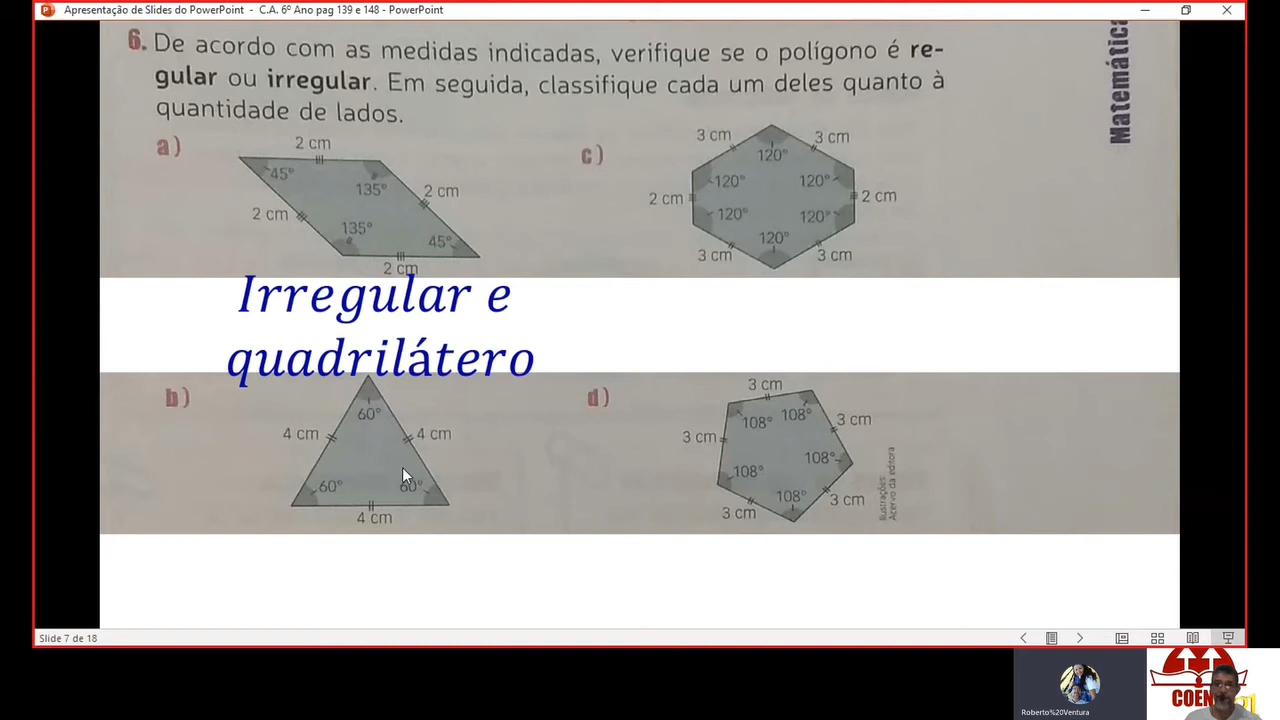 Apresentação de Slides do PowerPoint - C.A. 6º Ano pag 139 e 148 - PowerPoint
6. De acordo com as medidas indicadas, verifique se o polígono é re-
gular ou irregular. Em seguida, classifique cada um deles quanto à
quantidade de lados.
Matemática
a)
2 cm
45°
135°
2 cm
2 cm
135°
45°
2 cm
c)
3 cm
3 cm
120°
120°
120°
2 cm
2 cm
120°
120°
120°
3 cm
3 cm
Irregular e
quadrilátero
b)
60°
4 cm
4 cm
60°
60°
4 cm
d)
3 cm
108°
108°
3 cm
3 cm
108°
108°
108°
3 cm
3 cm
Ilustrações:
Acervo da editora
Slide 7 de 18
Roberto%20Ventura
COEN